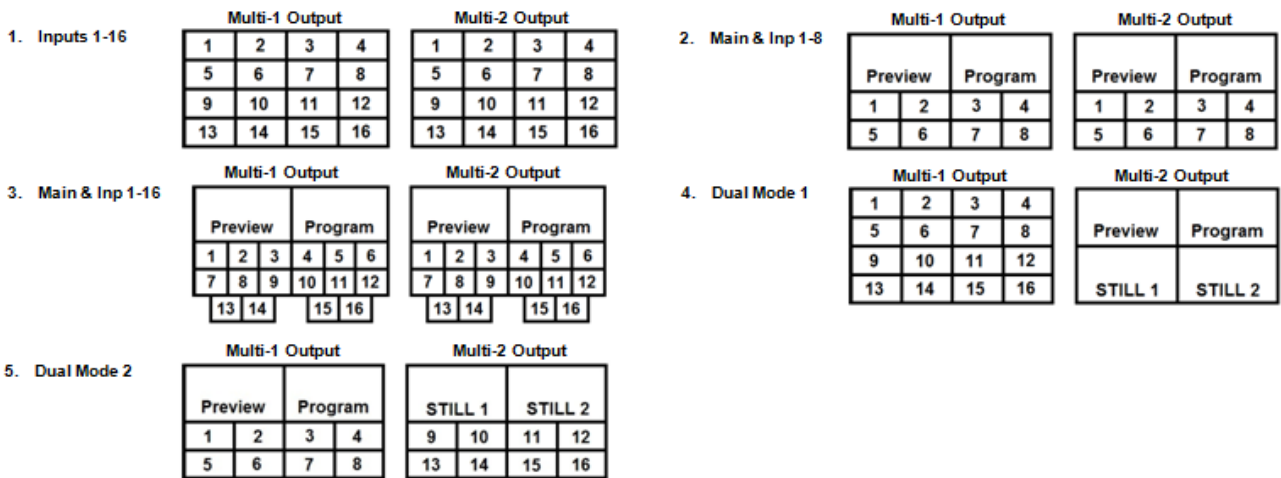 1. Inputs 1-16
Multi-1 Output
1 2 3 4
5 6 7 8
9 10 11 12
13 14 15 16
Multi-2 Output
1 2 3 4
5 6 7 8
9 10 11 12
13 14 15 16
2. Main & Inp 1-8
Multi-1 Output
Preview Program
1 2 3 4
5 6 7 8
Multi-2 Output
Preview Program
1 2 3 4
5 6 7 8
3. Main & Inp 1-16
Multi-1 Output
Preview Program
1 2 3 4 5 6
7 8 9 10 11 12
13 14 15 16
Multi-2 Output
Preview Program
1 2 3 4 5 6
7 8 9 10 11 12
13 14 15 16
4. Dual Mode 1
Multi-1 Output
1 2 3 4
5 6 7 8
9 10 11 12
13 14 15 16
Multi-2 Output
Preview Program
STILL 1 STILL 2
5. Dual Mode 2
Multi-1 Output
Preview Program
1 2 3 4
5 6 7 8
Multi-2 Output
STILL 1 STILL 2
9 10 11 12
13 14 15 16